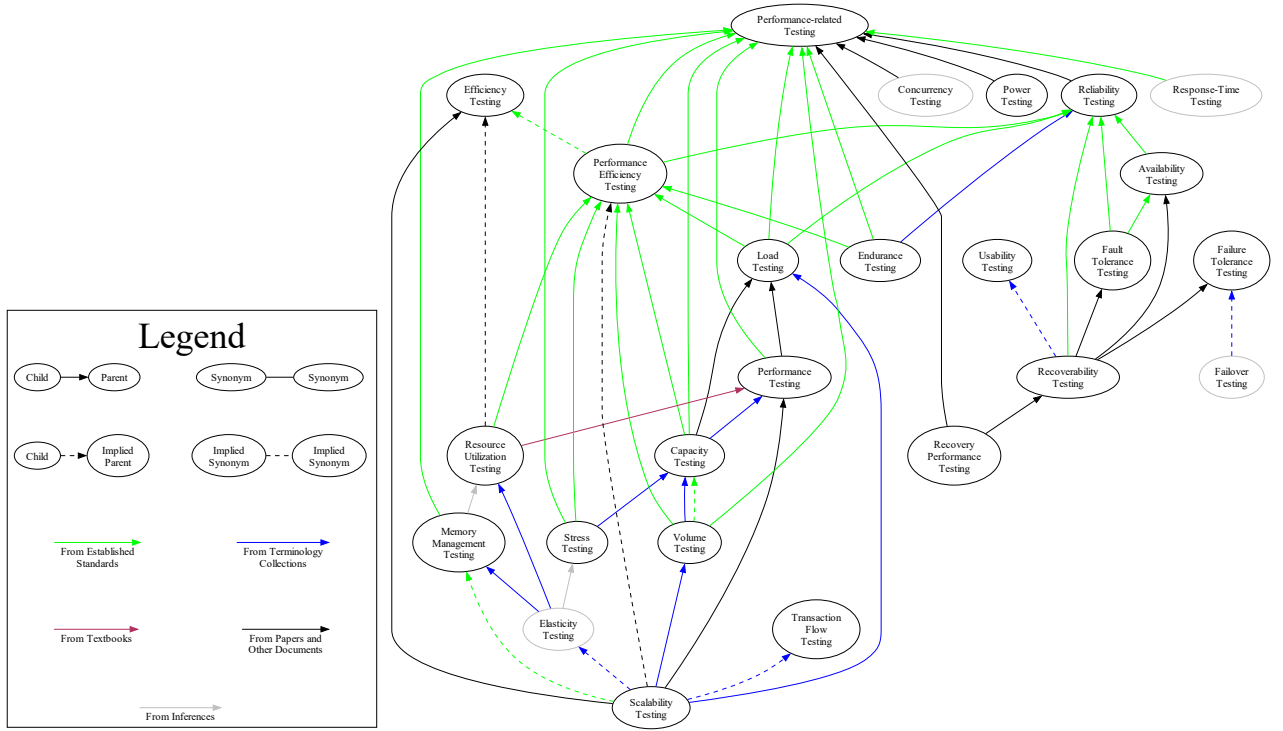 Performance-related
Testing
Efficiency
Testing
Concurrency
Testing
Power
Testing
Reliability
Testing
Response-Time
Testing
Performance
Efficiency
Testing
Availability
Testing
Load
Testing
Endurance
Testing
Usability
Testing
Fault
Tolerance
Testing
Failure
Tolerance
Testing
Legend
Child
Parent
Synonym
Synonym
Performance
Testing
Recoverability
Testing
Failover
Testing
Child
Implied
Parent
Implied
Synonym
Implied
Synonym
Resource
Utilization
Testing
Capacity
Testing
Recovery
Performance
Testing
From Established
Standards
From Terminology
Collections
Memory
Management
Testing
Stress
Testing
Volume
Testing
From Textbooks
From Papers and
Other Documents
Elasticity
Testing
Transaction
Flow
Testing
From Inferences
Scalability
Testing